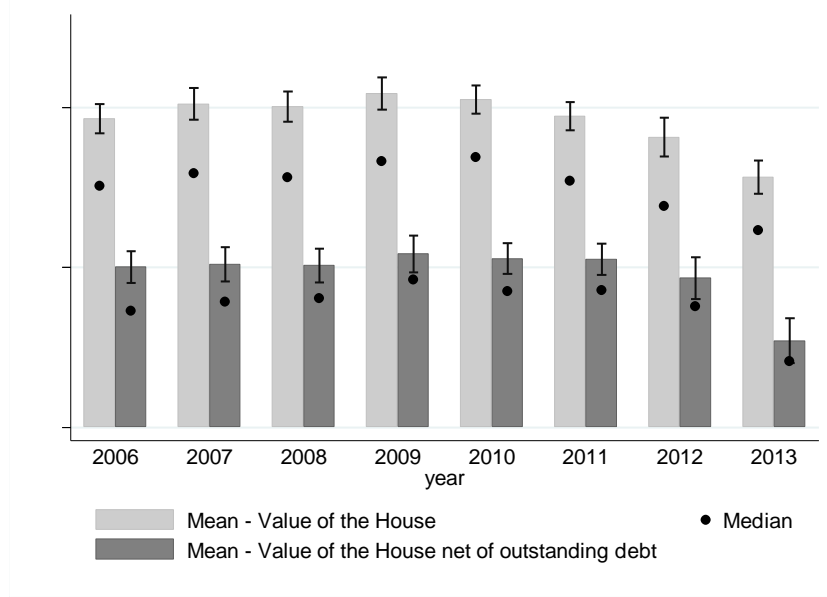 2006 2007 2008 2009 2010 2011 2012 2013
year
Mean - Value of the House Median
Mean - Value of the House net of outstanding debt